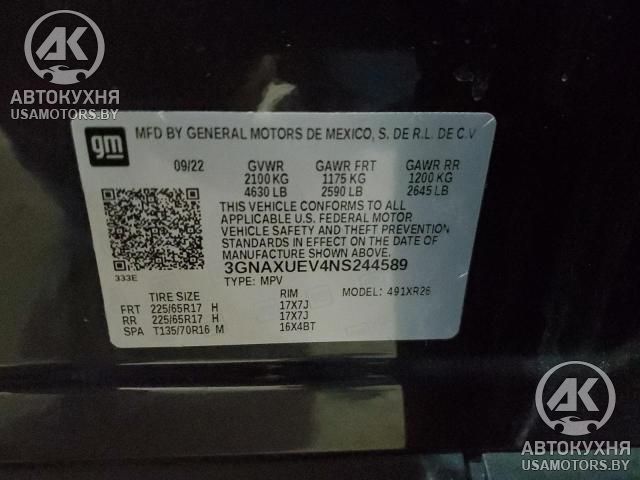 АВТОКУХНЯ
USAMOTORS.BY
gm
MFD BY GENERAL MOTORS DE MEXICO, S. DE R.L. DE C.V
09/22 GVWR GAWR FRT GAWR RR
2100 KG 1175 KG 1200 KG
4630 LB 2590 LB 2645 LB
THIS VEHICLE CONFORMS TO ALL
APPLICABLE U.S. FEDERAL MOTOR
VEHICLE SAFETY AND THEFT PREVENTION
STANDARDS IN EFFECT ON THE DATE OF
MANUFACTURE SHOWN ABOVE.
3GNAXUEV4NS244589
333E
TYPE: MPV MODEL: 491XR26
TIRE SIZE RIM
FRT 225/65R17 H 17X7J
RR 225/65R17 H 17X7J
SPA T135/70R16 M 16X4BT
АВТОКУХНЯ
USAMOTORS.BY